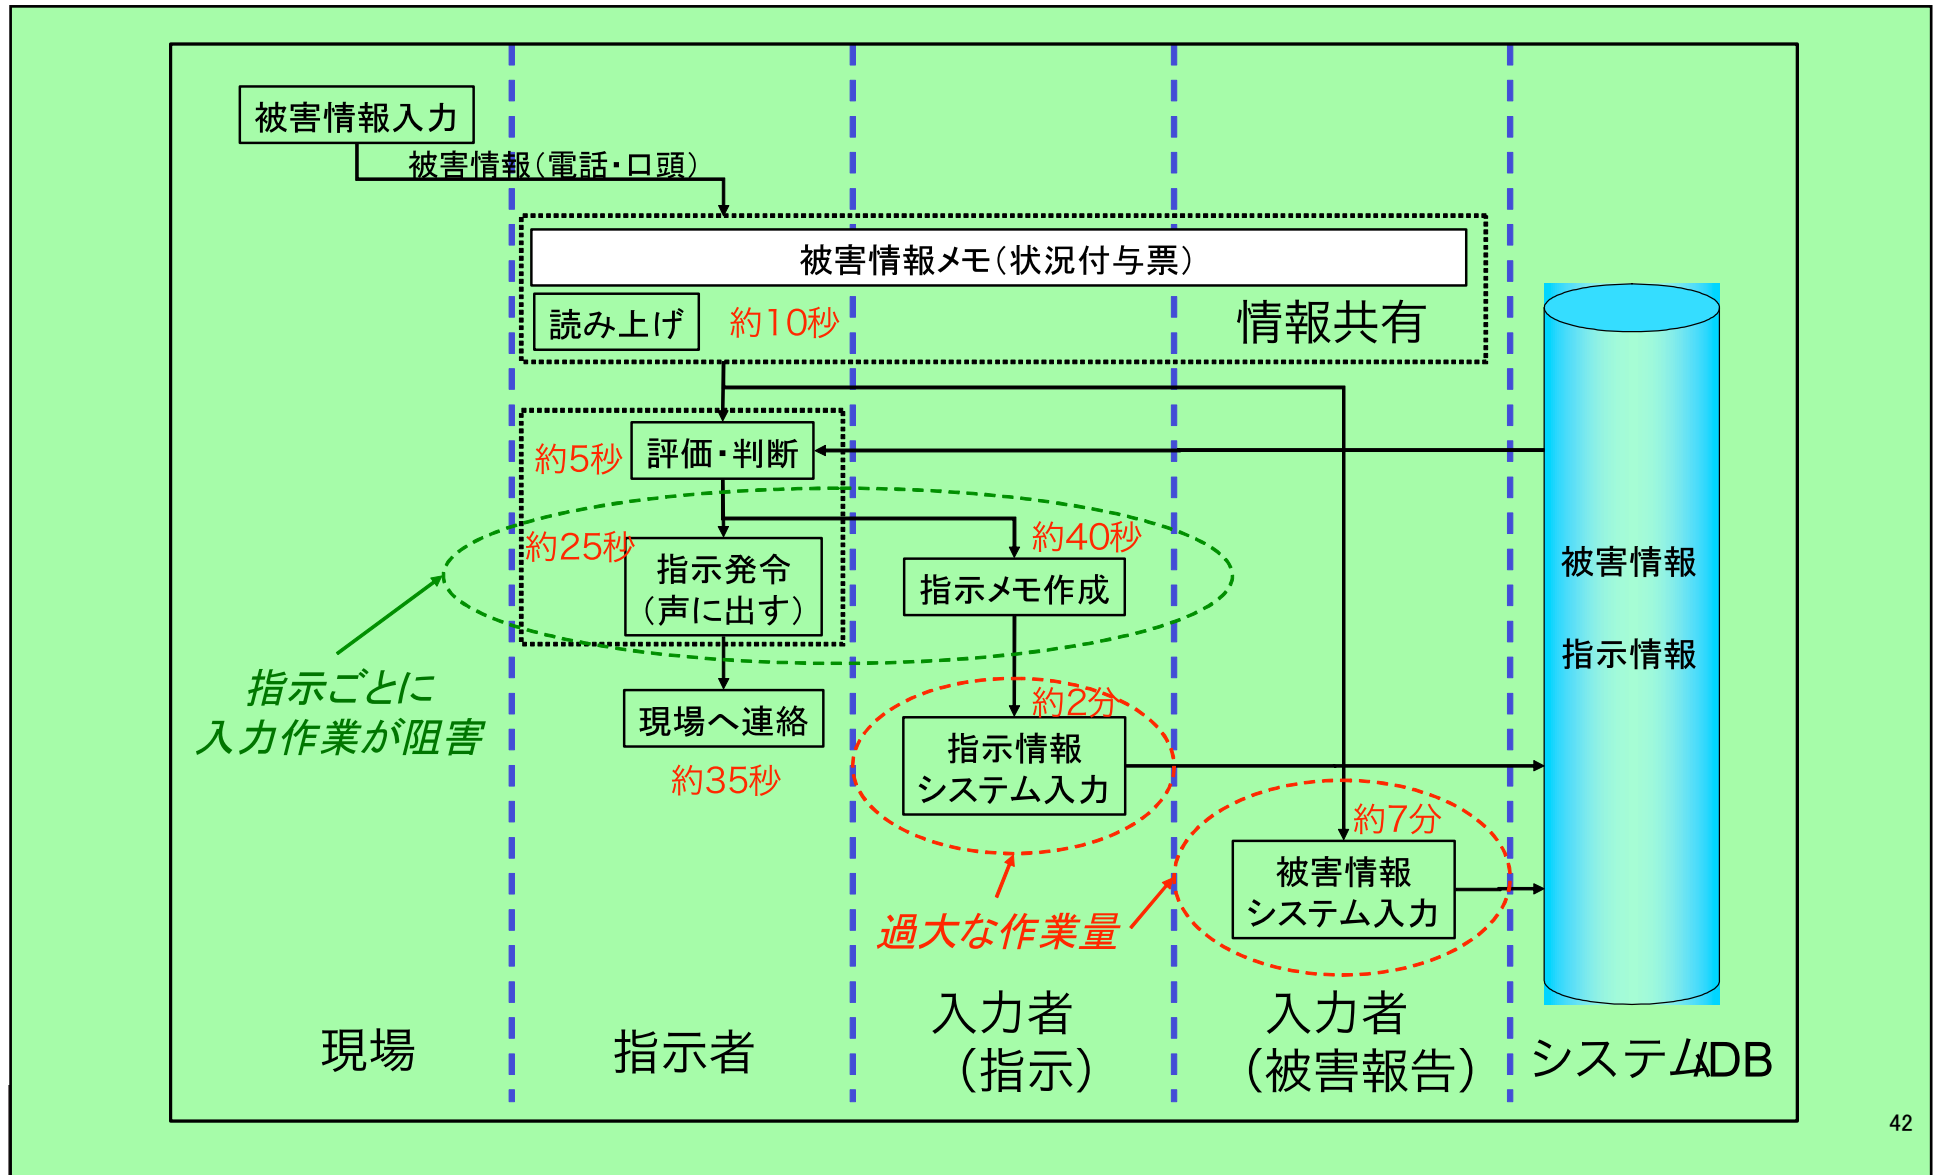 被害情報入力
被害情報(電話・口頭)
被害情報メモ(状況付与票)
読み上げ
約10秒
情報共有
約5秒
評価・判断
約25秒
指示発令
(声に出す)
約40秒
指示メモ作成
被害情報
指示情報
指示ごとに
入力作業が阻害
現場へ連絡
約35秒
約2分
指示情報
システム入力
約7分
被害情報
システム入力
過大な作業量
現場
指示者
入力者
(指示)
入力者
(被害報告)
システム/DB
42